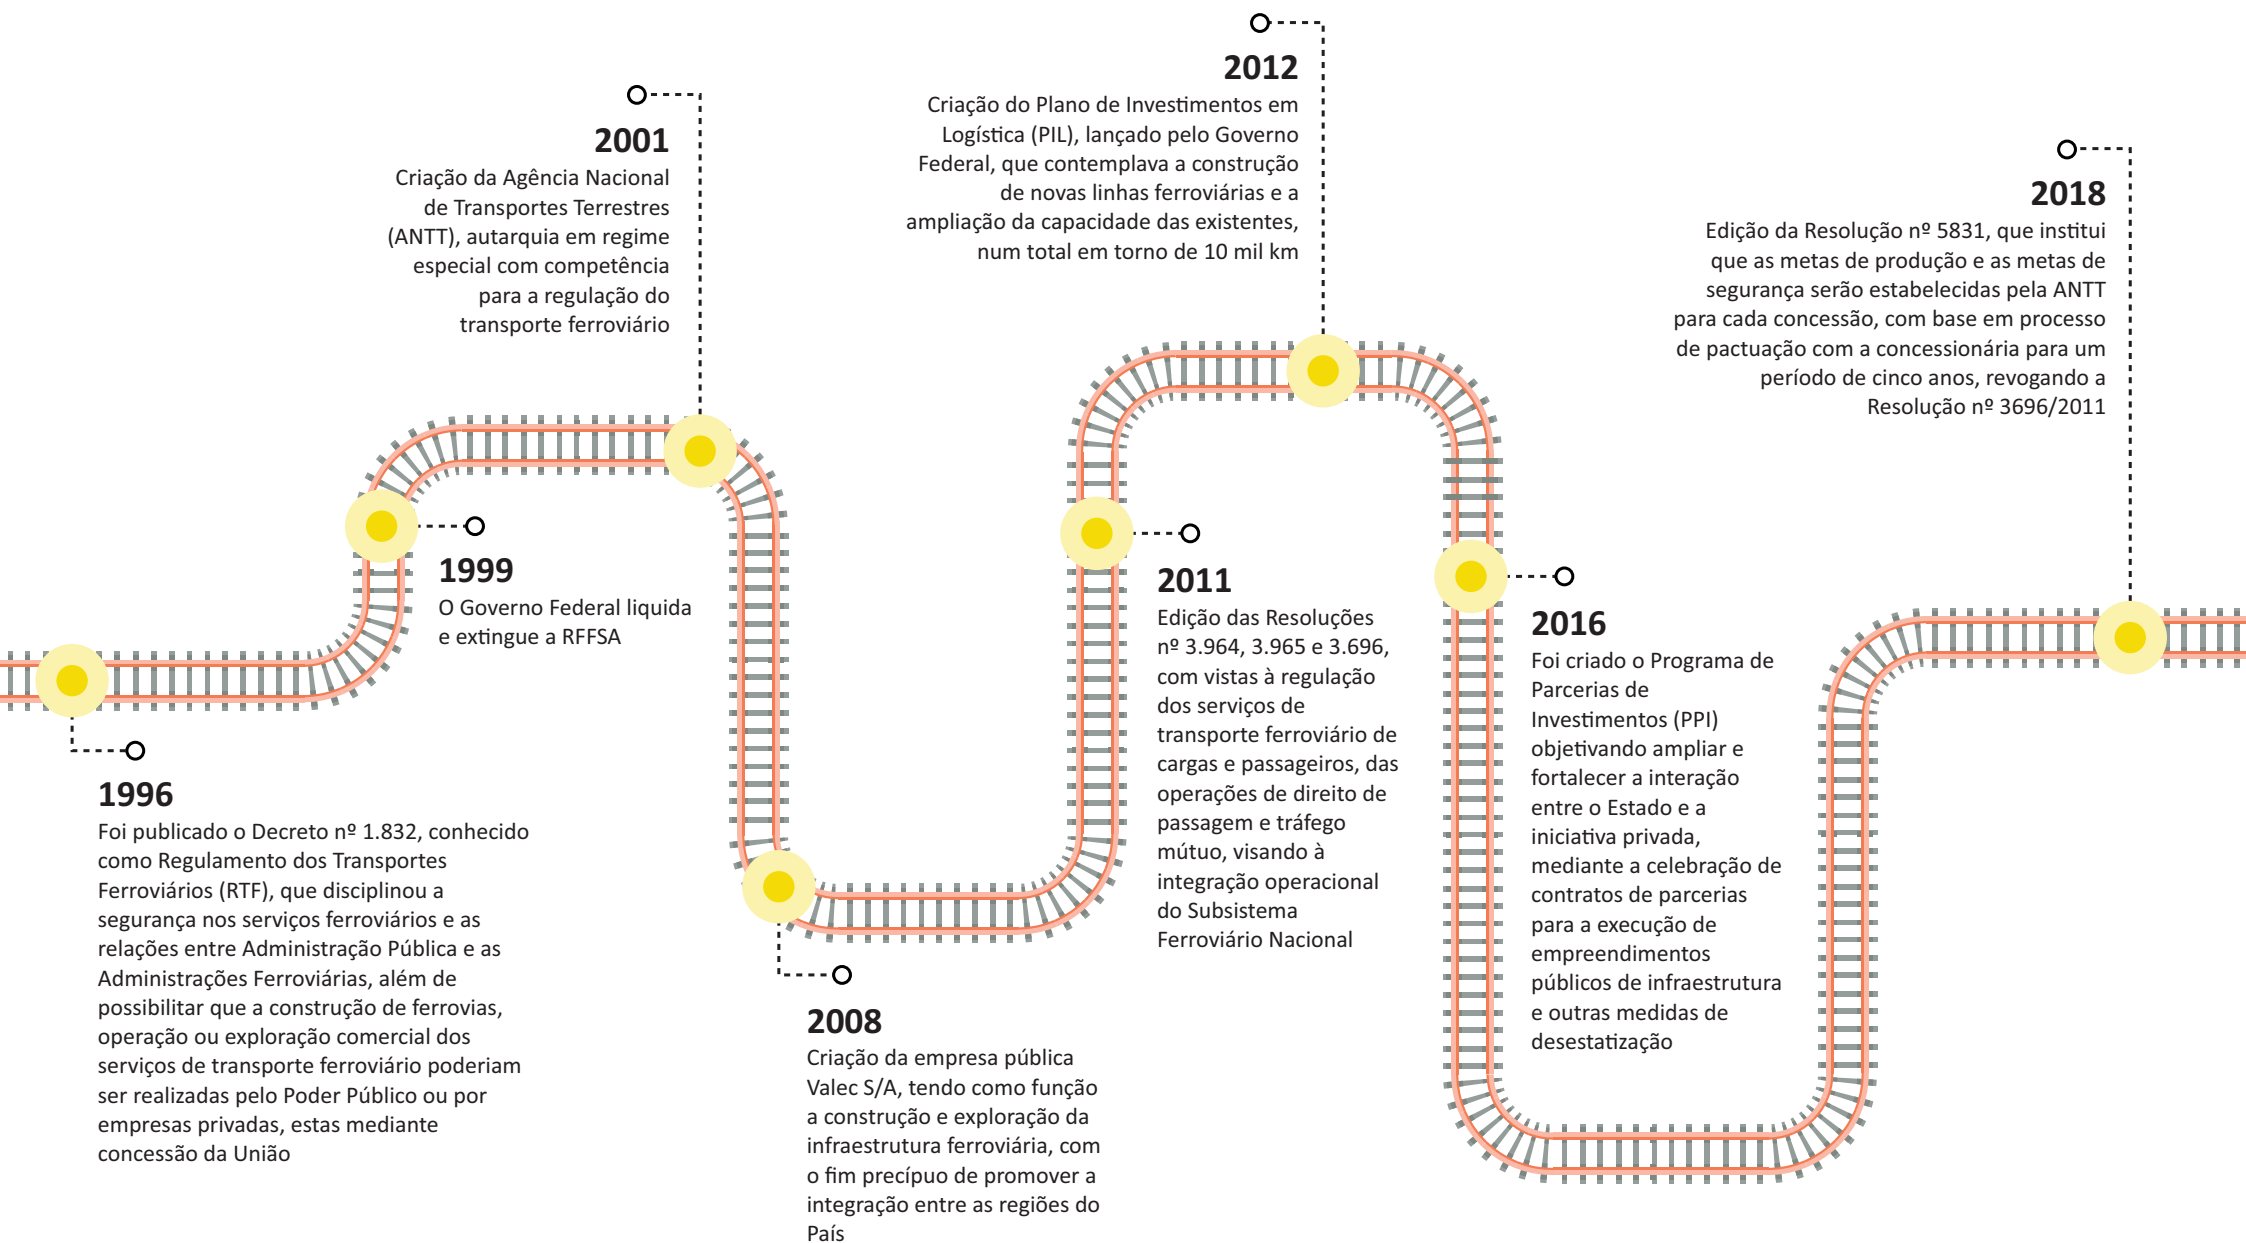 1996
Foi publicado o Decreto nº 1.832, conhecido
como Regulamento dos Transportes
Ferroviários (RTF), que disciplinou a
segurança nos serviços ferroviários e as
relações entre Administração Pública e as
Administrações Ferroviárias, além de
possibilitar que a construção de ferrovias,
operação ou exploração comercial dos
serviços de transporte ferroviário poderiam
ser realizadas pelo Poder Público ou por
empresas privadas, estas mediante
concessão da União
1999
O Governo Federal liquida
e extingue a RFFSA
2001
Criação da Agência Nacional
de Transportes Terrestres
(ANTT), autarquia em regime
especial com competência
para a regulação do
transporte ferroviário
2008
Criação da empresa pública
Valec S/A, tendo como função
a construção e exploração da
infraestrutura ferroviária, com
o fim precípuo de promover a
integração entre as regiões do
País
2011
Edição das Resoluções
nº 3.964, 3.965 e 3.696,
com vistas à regulação
dos serviços de
transporte ferroviário de
cargas e passageiros, das
operações de direito de
passagem e tráfego
mútuo, visando à
integração operacional
do Subsistema
Ferroviário Nacional
2012
Criação do Plano de Investimentos em
Logística (PIL), lançado pelo Governo
Federal, que contemplava a construção
de novas linhas ferroviárias e a
ampliação da capacidade das existentes,
num total em torno de 10 mil km
2016
Foi criado o Programa de
Parcerias de
Investimentos (PPI)
objetivando ampliar e
fortalecer a interação
entre o Estado e a
iniciativa privada,
mediante a celebração de
contratos de parcerias
para a execução de
empreendimentos
públicos de infraestrutura
e outras medidas de
desestatização
2018
Edição da Resolução nº 5831, que institui
que as metas de produção e as metas de
segurança serão estabelecidas pela ANTT
para cada concessão, com base em processo
de pactuação com a concessionária para um
período de cinco anos, revogando a
Resolução nº 3696/2011